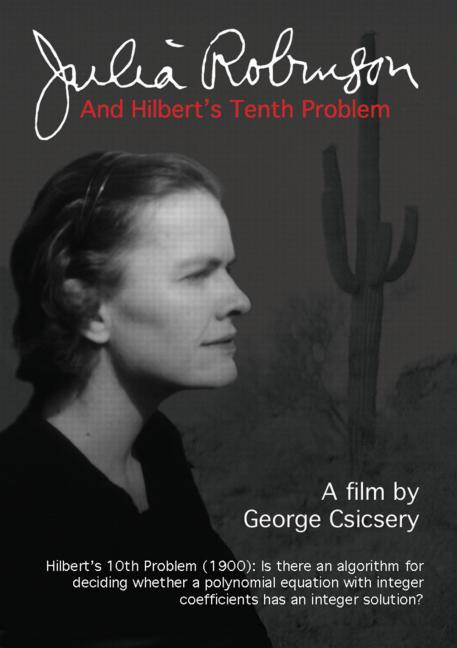 Julia Robinson
And Hilbert's Tenth Problem
A film by
George Csicsery
Hilbert's 10th Problem (1900): Is there an algorithm for
deciding whether a polynomial equation with integer
coefficients has an integer solution?